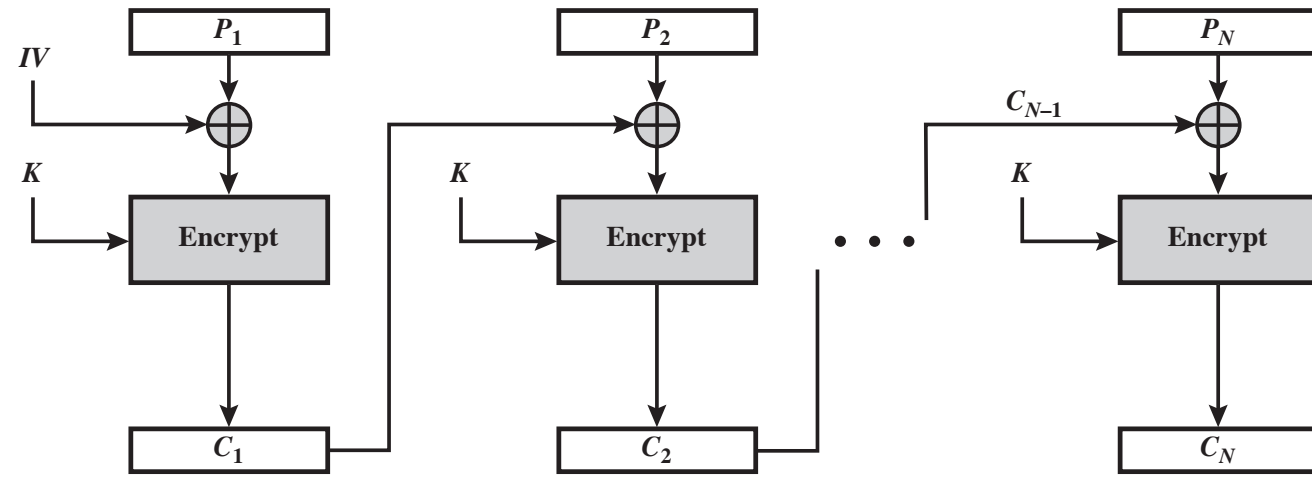 P1 P2 PN
IV
CN–1
K K K
Encrypt Encrypt Encrypt
C1 C2 CN